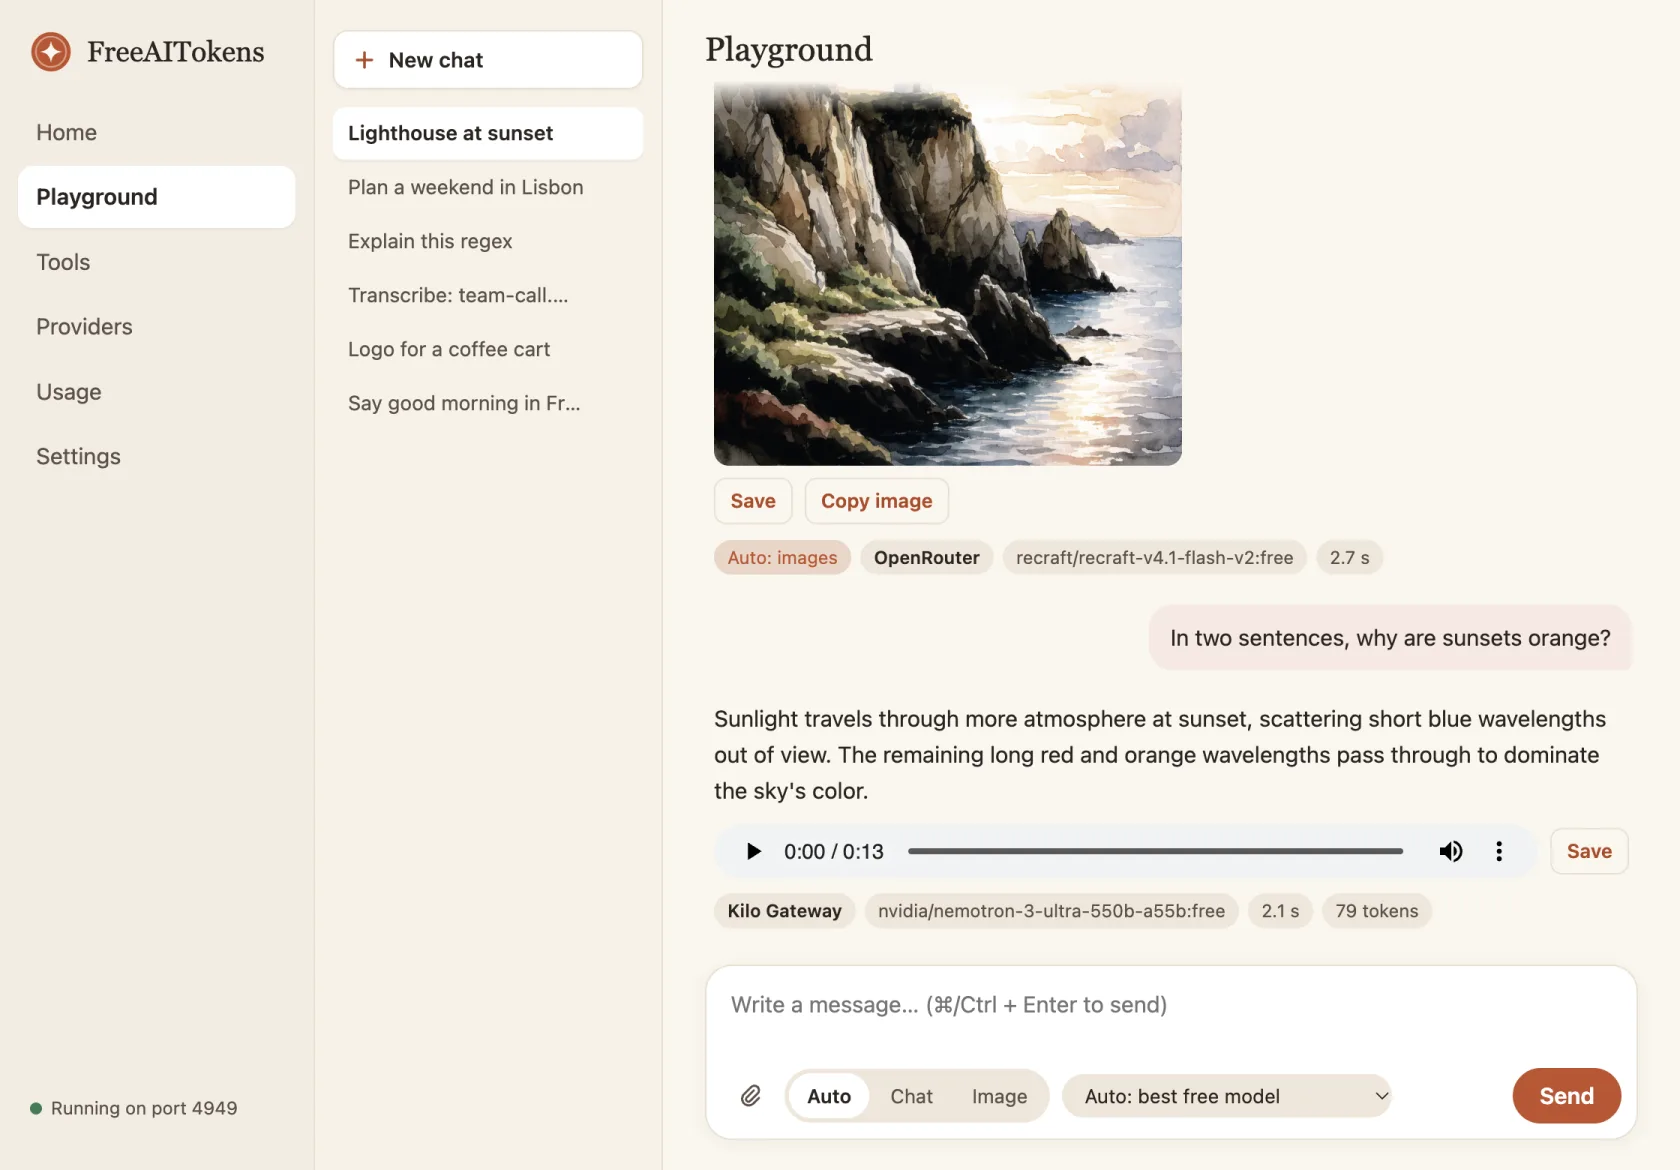 FreeAITokens
Home
Playground
Tools
Providers
Usage
Settings
Running on port 4949
+ New chat
Lighthouse at sunset
Plan a weekend in Lisbon
Explain this regex
Transcribe: team-call....
Logo for a coffee cart
Say good morning in Fr...
Playground
Save
Copy image
Auto: images
OpenRouter
recraft/recraft-v4.1-flash-v2:free
2.7 s
In two sentences, why are sunsets orange?
Sunlight travels through more atmosphere at sunset, scattering short blue wavelengths
out of view. The remaining long red and orange wavelengths pass through to dominate
the sky's color.
0:00 / 0:13
Save
Kilo Gateway
nvidia/nemotron-3-ultra-550b-a55b:free
2.1 s
79 tokens
Write a message... (⌘/Ctrl + Enter to send)
Auto
Chat
Image
Auto: best free model
Send